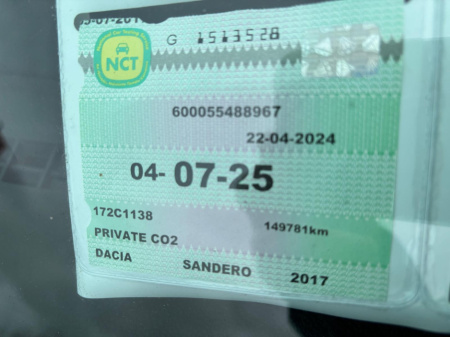 G 1513528
NCT
600055488967
22-04-2024
04-07-25
172C1138
149781km
PRIVATE CO2
DACIA SANDERO 2017